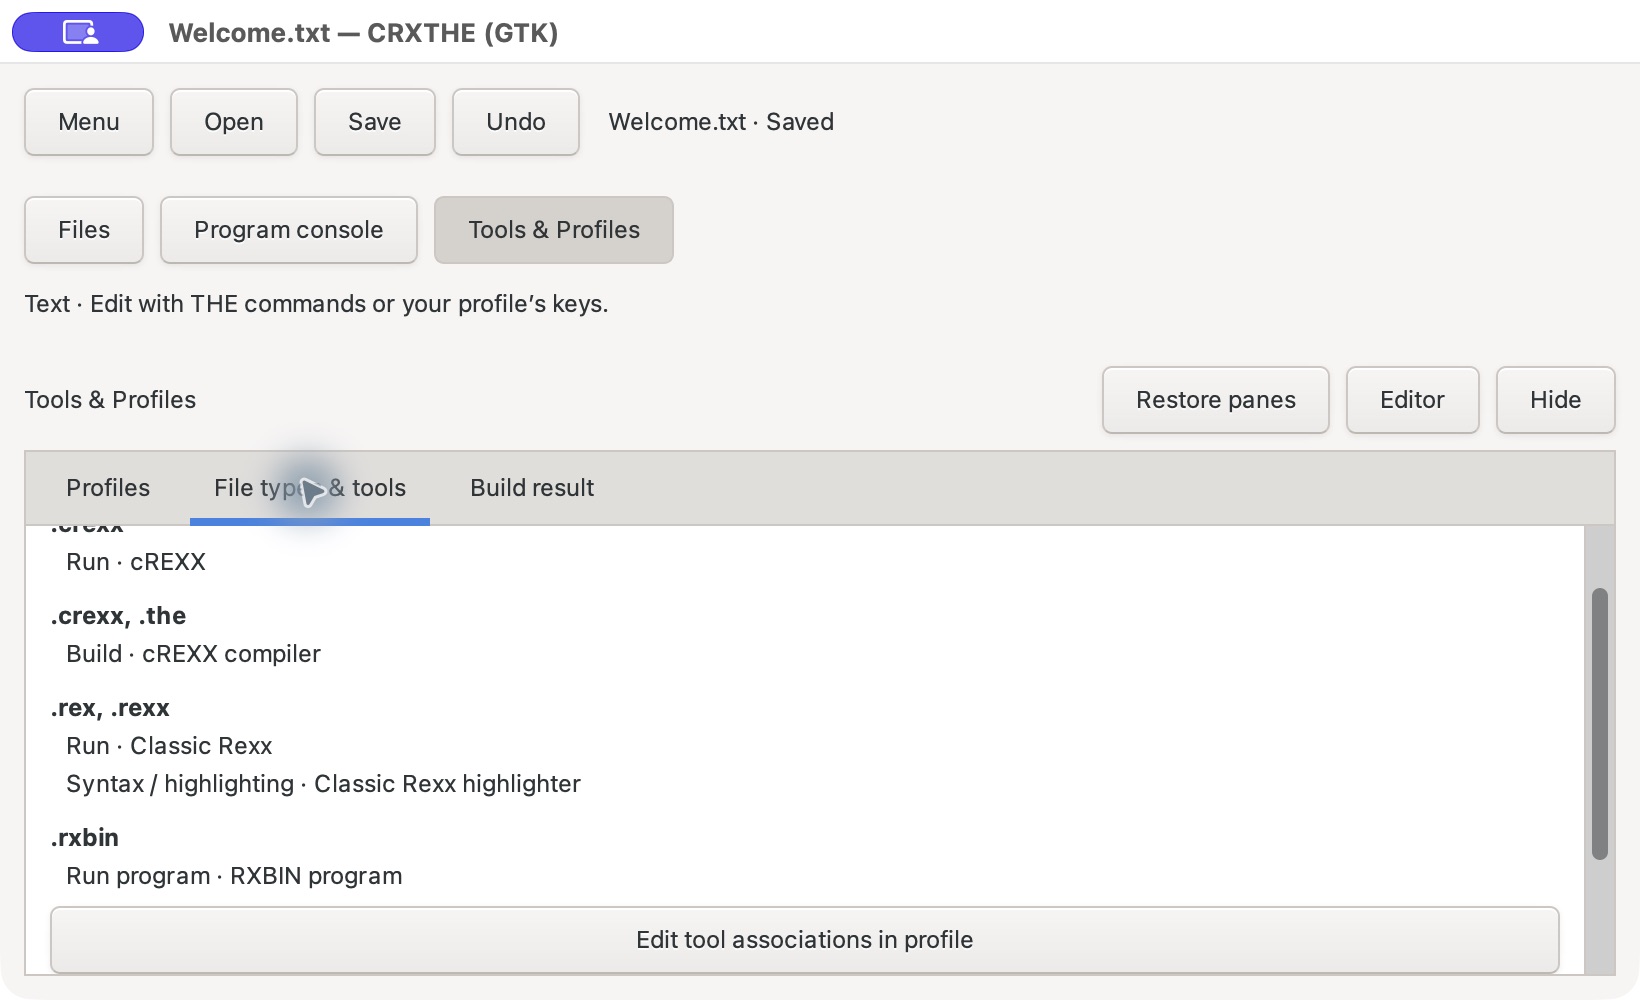 Welcome.txt — CRXTHE (GTK)
Menu Open Save Undo Welcome.txt · Saved
Files Program console Tools & Profiles
Text · Edit with THE commands or your profile’s keys.
Tools & Profiles Restore panes Editor Hide
Profiles File types & tools Build result
.crexx
Run · cREXX
.crexx, .the
Build · cREXX compiler
.rex, .rexx
Run · Classic Rexx
Syntax / highlighting · Classic Rexx highlighter
.rxbin
Run program · RXBIN program
Edit tool associations in profile